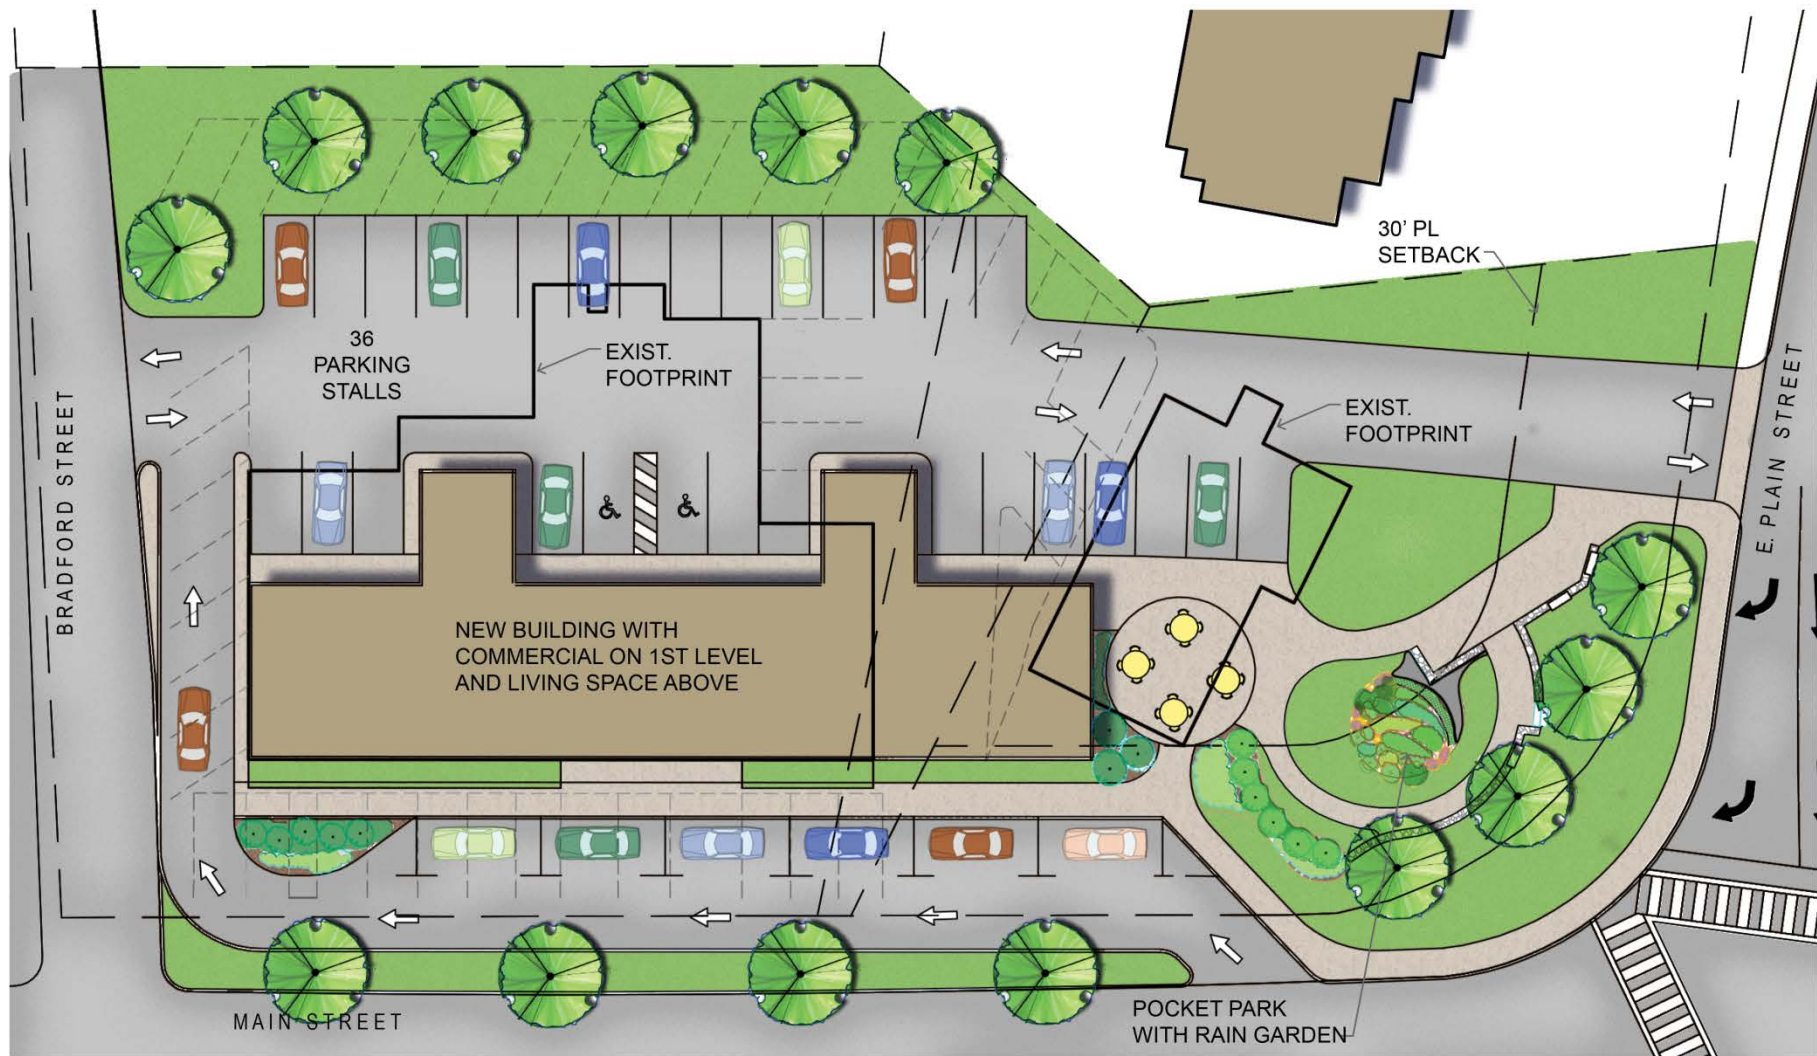 30' PL
SETBACK
36
PARKING
STALLS
EXIST.
FOOTPRINT
EXIST.
FOOTPRINT
BRADFORD STREET
E. PLAIN STREET
NEW BUILDING WITH
COMMERCIAL ON 1ST LEVEL
AND LIVING SPACE ABOVE
MAIN STREET
POCKET PARK
WITH RAIN GARDEN